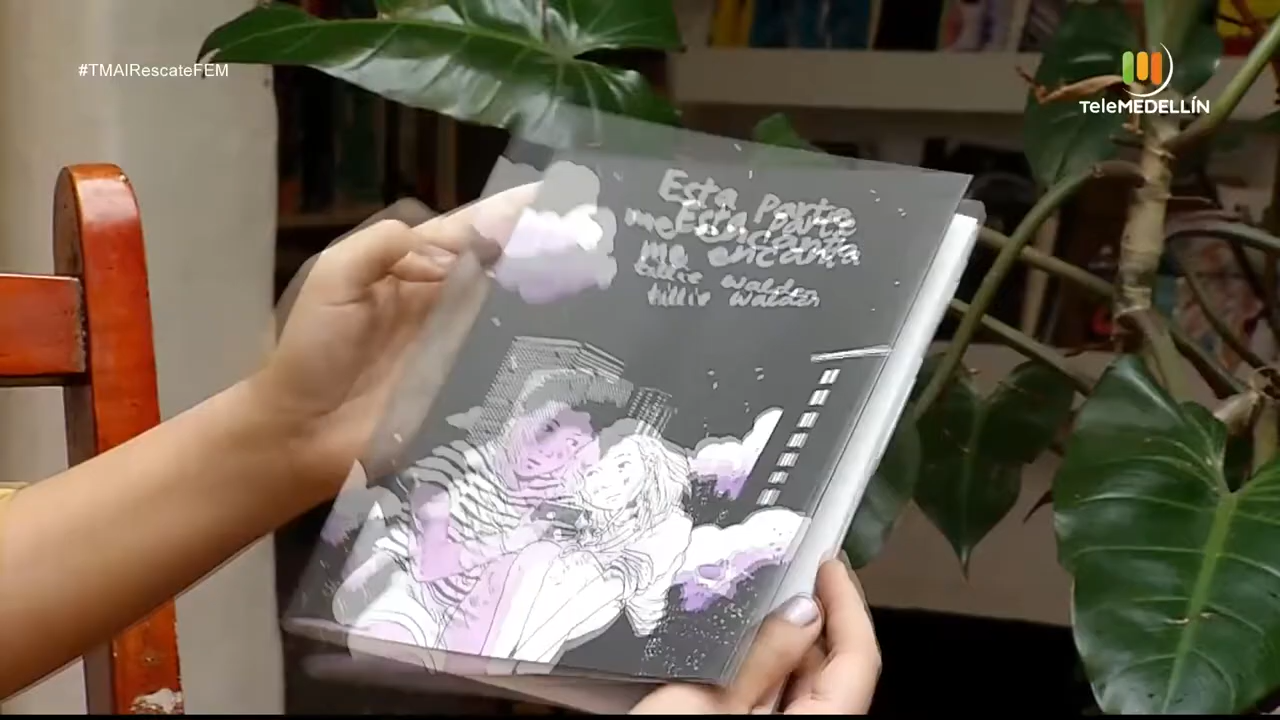 #TMAIRescateFEM
TeleMEDELLÍN
Esta parte
me encanta
tillie walden